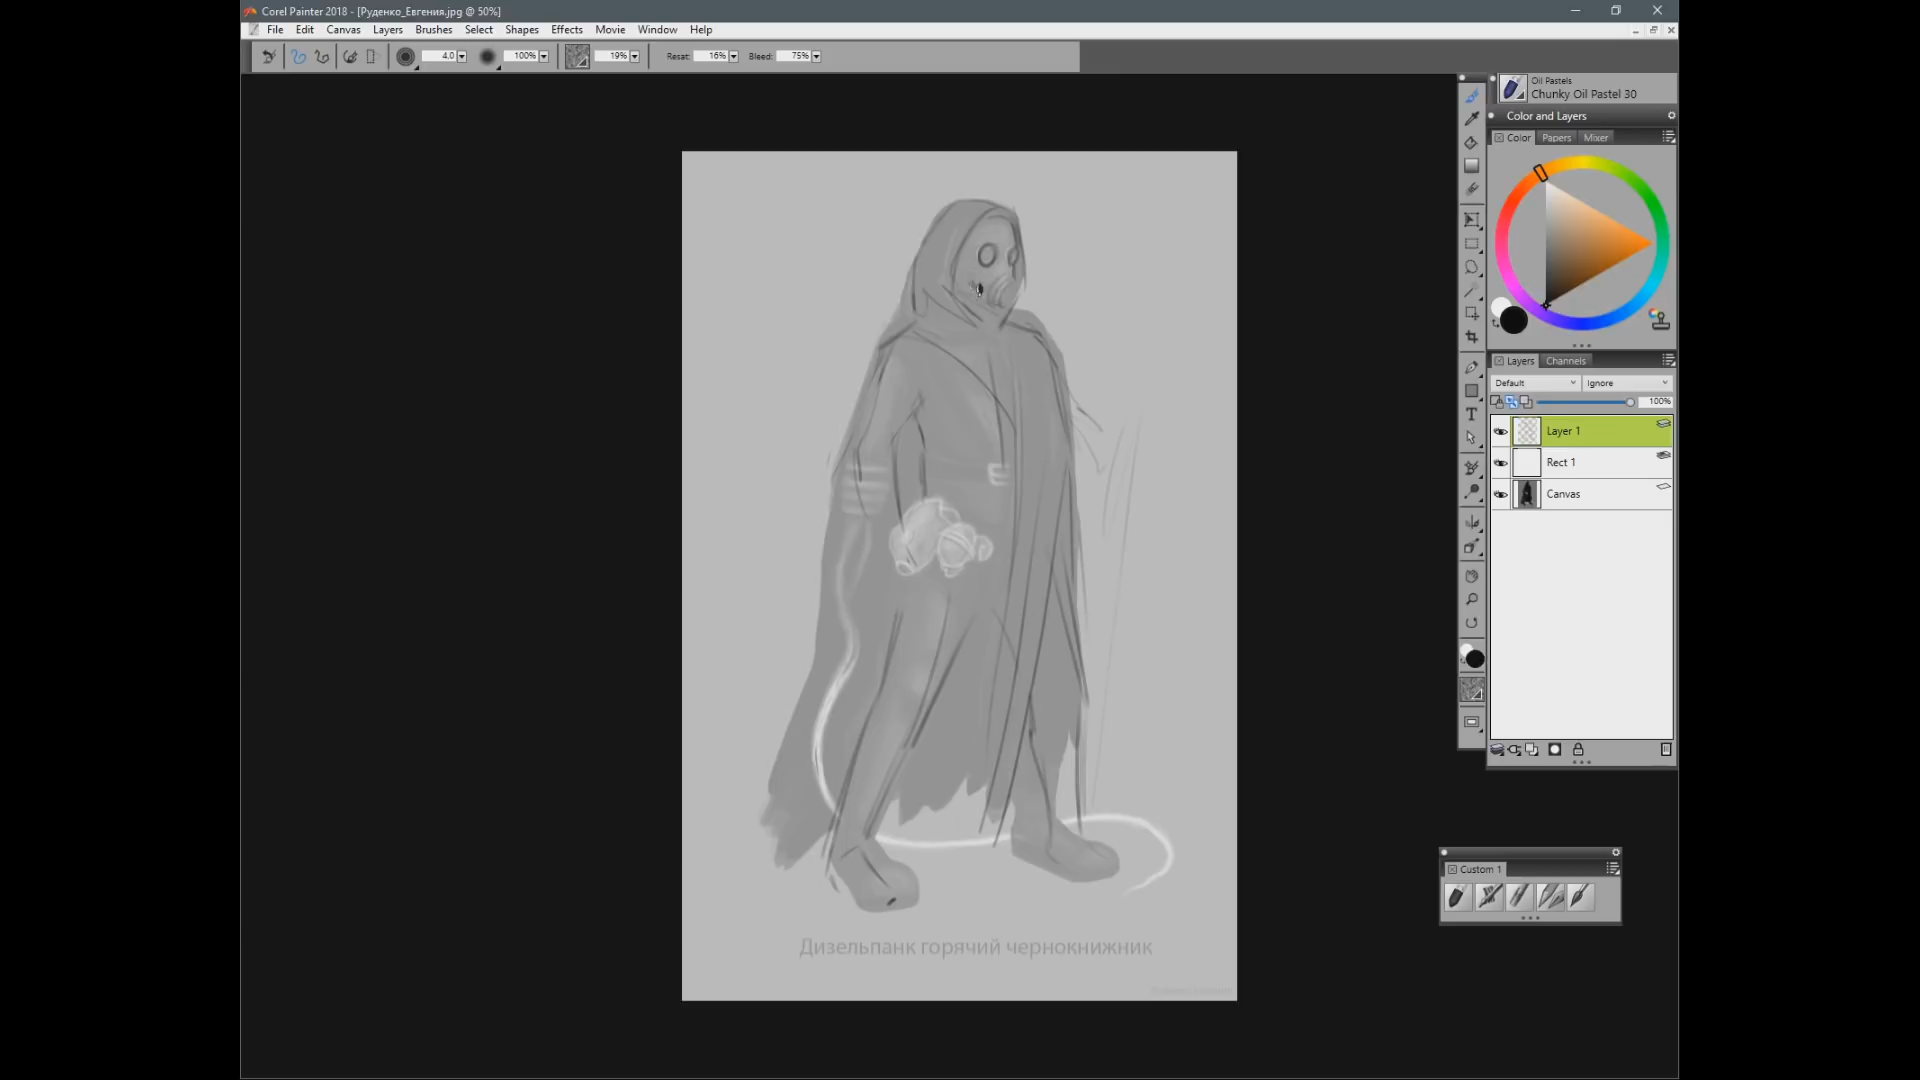 Corel Painter 2018 - [Руденко_Евгения.jpg @ 50%]
File Edit Canvas Layers Brushes Select Shapes Effects Movie Window Help
4.0 100% 19% Resat: 16% Bleed: 75%
Oil Pastels
Chunky Oil Pastel 30
Color and Layers
Color Papers Mixer
Layers Channels
Default Ignore
100%
Layer 1
Rect 1
Canvas
T
Custom 1
Дизельпанк горячий чернокнижник